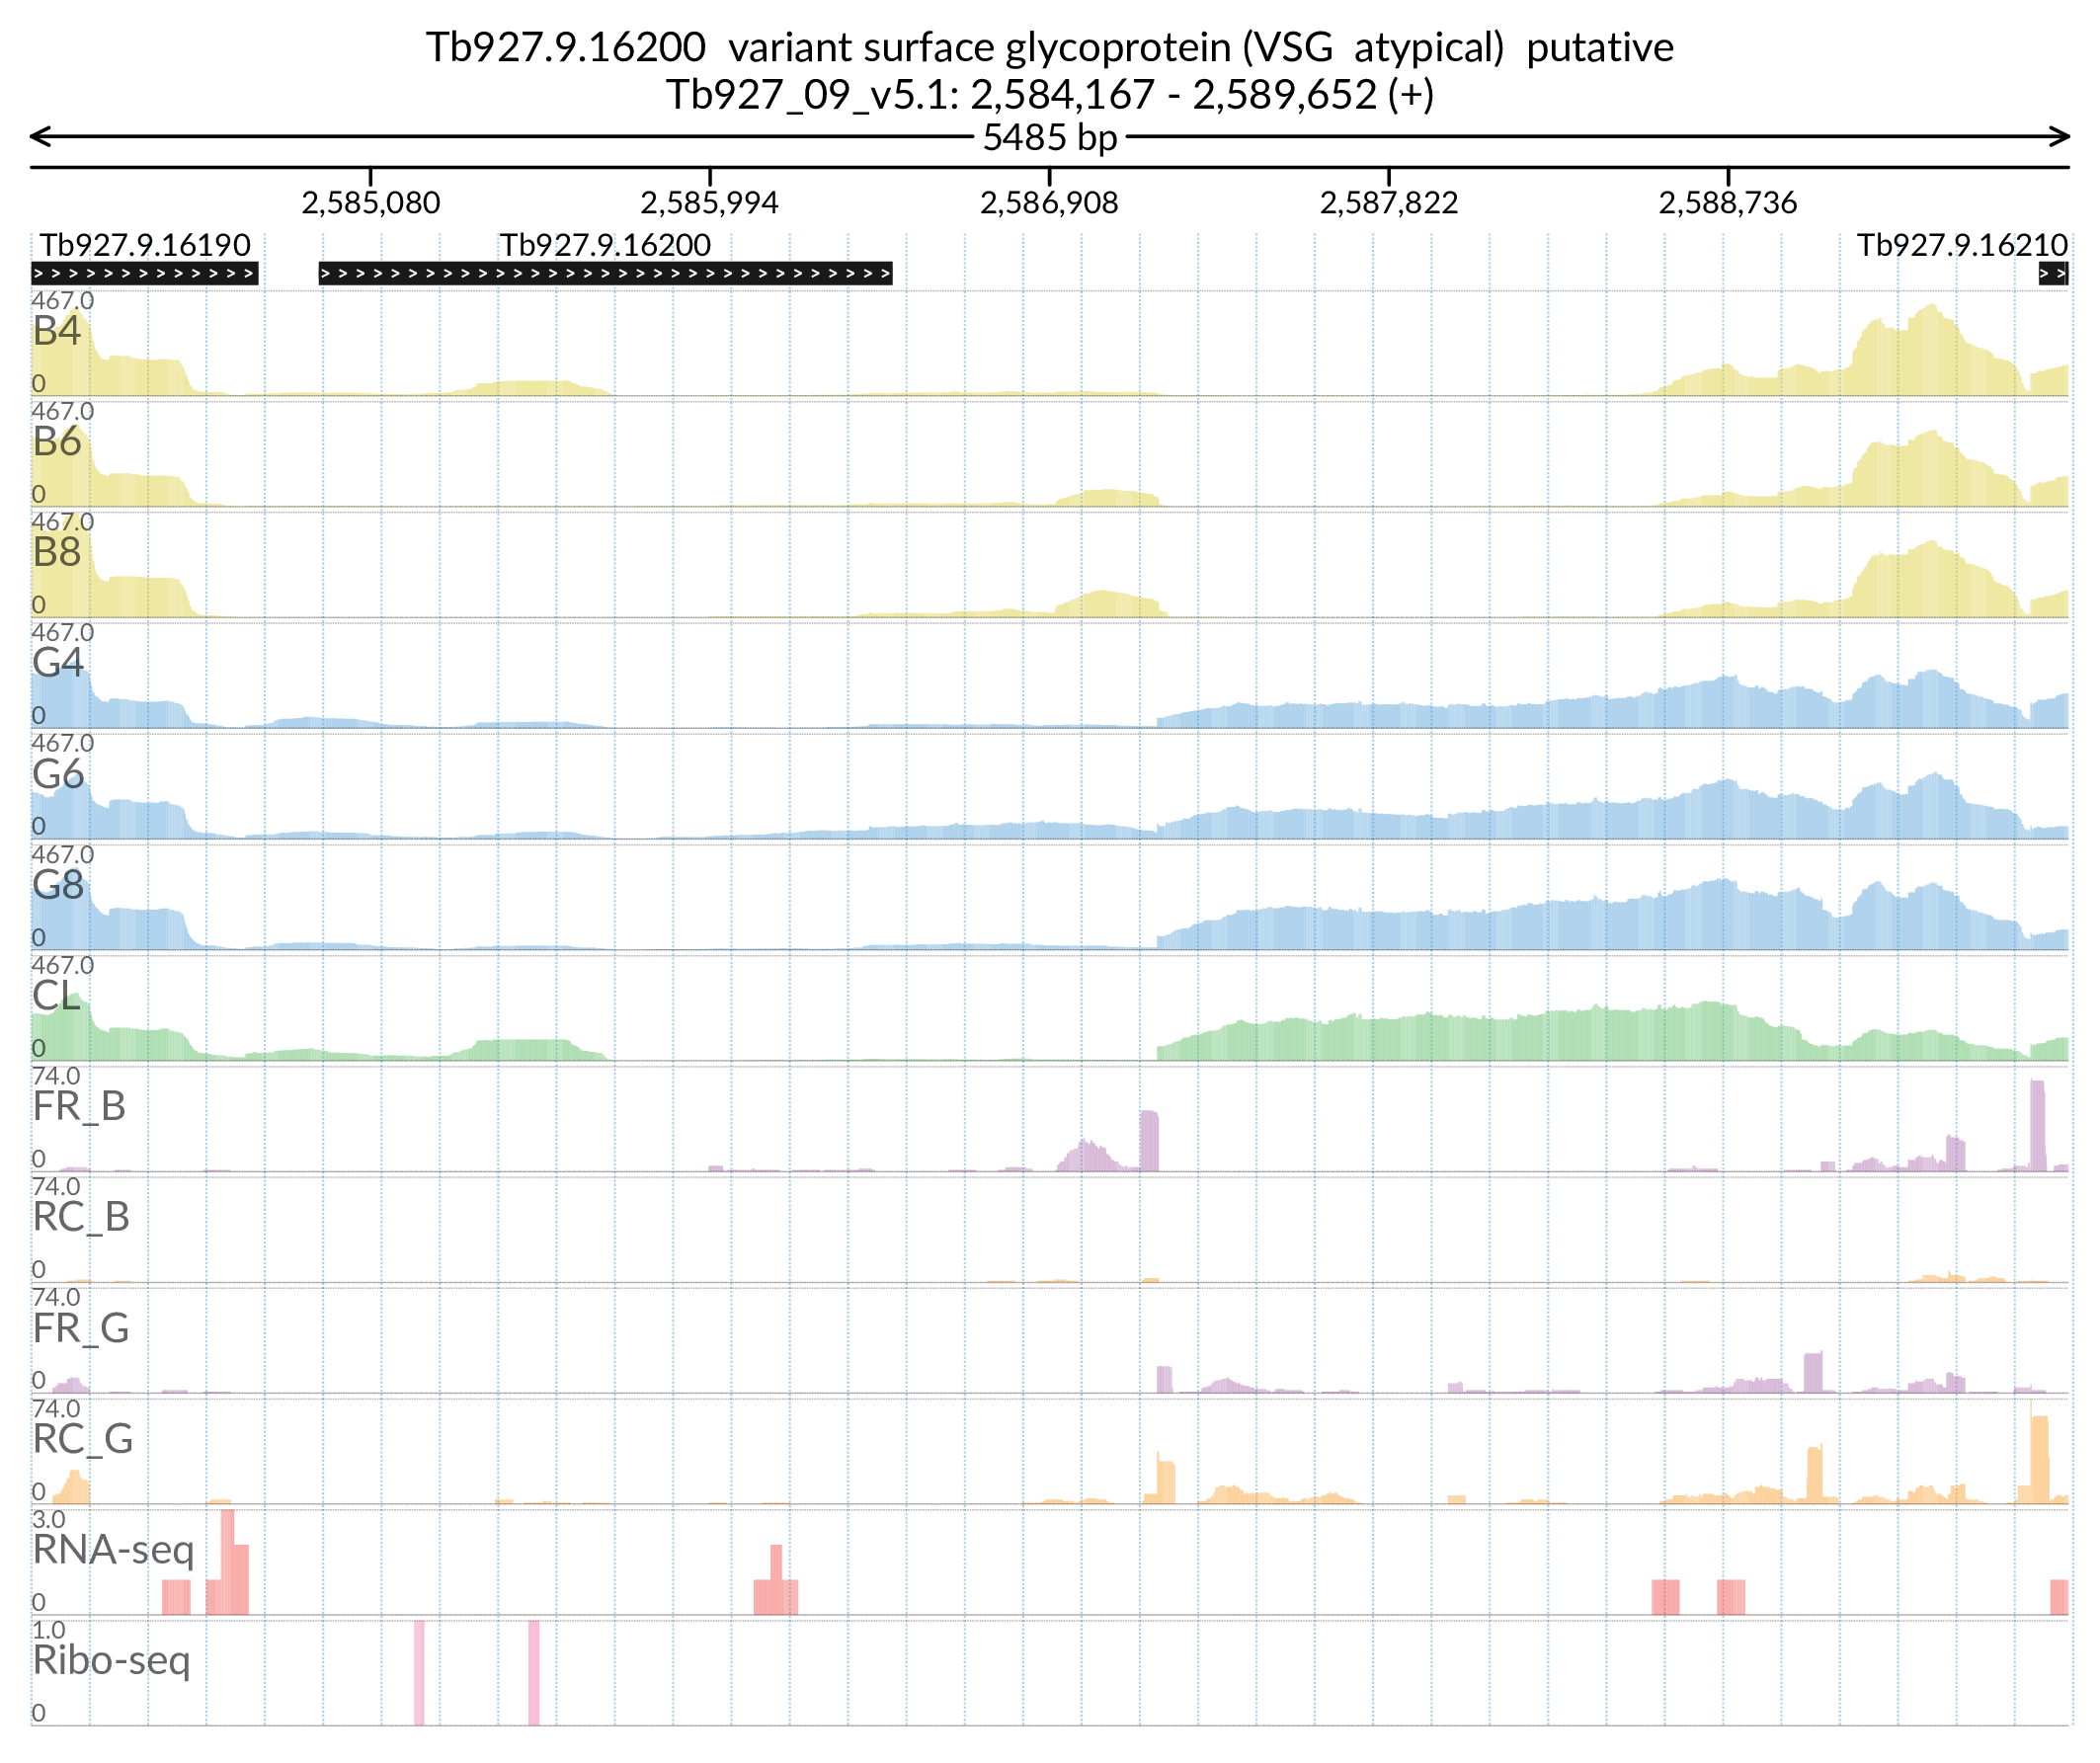 Tb927.9.16200 variant surface glycoprotein (VSG atypical) putative
Tb927_09_v5.1: 2,584,167 - 2,589,652 (+)
5485 bp
2,585,080 2,585,994 2,586,908 2,587,822 2,588,736
Tb927.9.16190 Tb927.9.16200 Tb927.9.16210
467.0
B4
0
467.0
B6
0
467.0
B8
0
467.0
G4
0
467.0
G6
0
467.0
G8
0
467.0
CL
0
74.0
FR_B
0
74.0
RC_B
0
74.0
FR_G
0
74.0
RC_G
0
3.0
RNA-seq
0
1.0
Ribo-seq
0